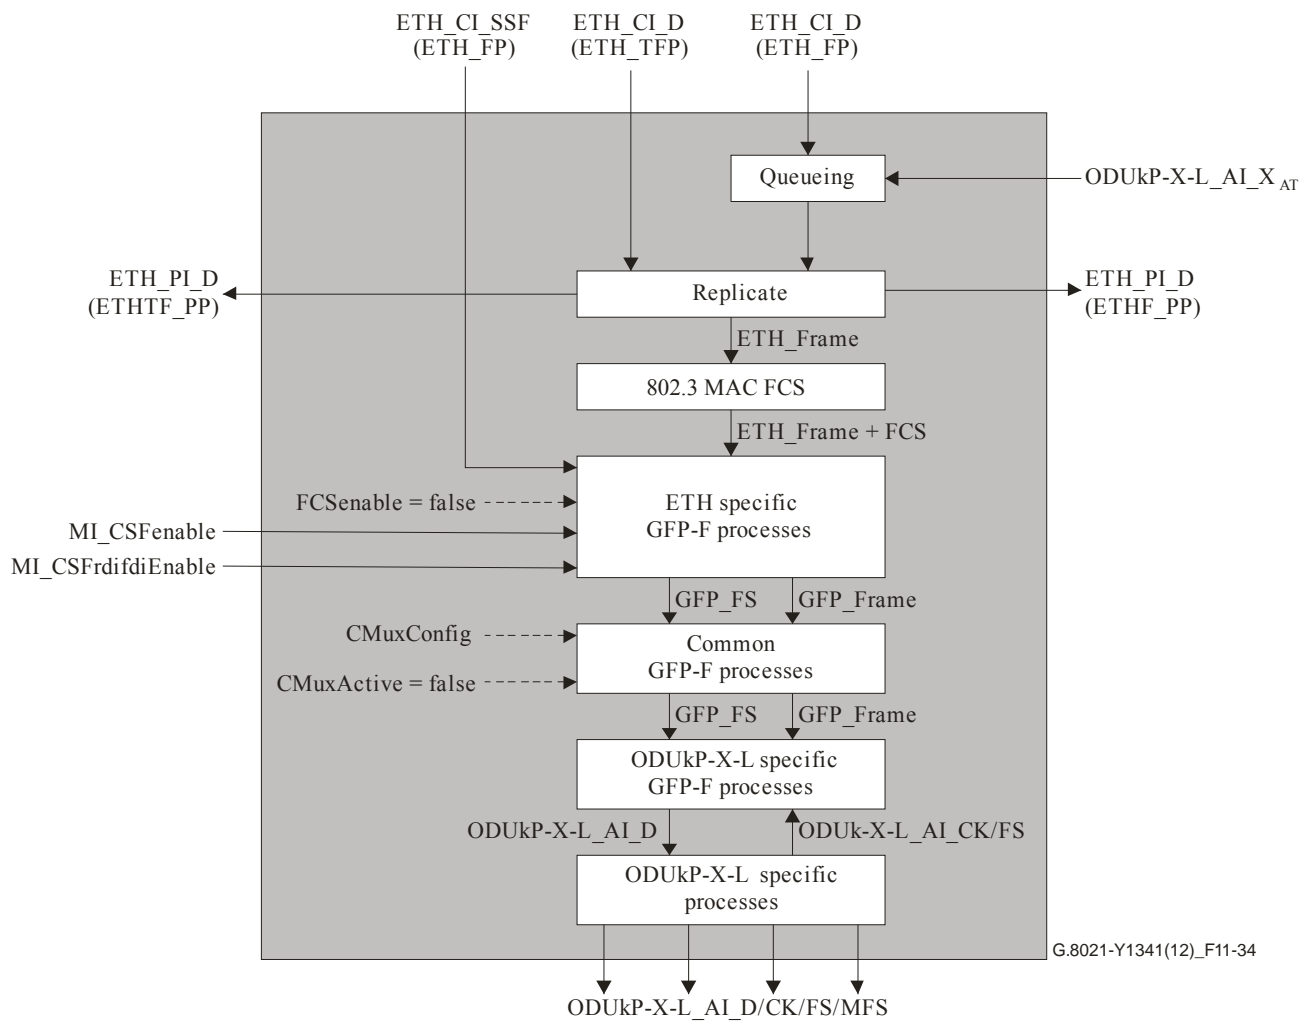 ETH_CI_SSF
(ETH_FP)
ETH_CI_D
(ETH_TFP)
ETH_CI_D
(ETH_FP)
Queueing
ODUkP-X-L_AI_X AT
ETH_PI_D
(ETHTF_PP)
Replicate
ETH_PI_D
(ETHF_PP)
ETH_Frame
802.3 MAC FCS
ETH_Frame + FCS
FCSenable = false
ETH specific
GFP-F processes
MI_CSFenable
MI_CSFrdifdiEnable
GFP_FS
GFP_Frame
CMuxConfig
Common
GFP-F processes
CMuxActive = false
GFP_FS
GFP_Frame
ODUkP-X-L specific
GFP-F processes
ODUkP-X-L_AI_D
ODUk-X-L_AI_CK/FS
ODUkP-X-L specific
processes
G.8021-Y1341(12)_F11-34
ODUkP-X-L_AI_D/CK/FS/MFS